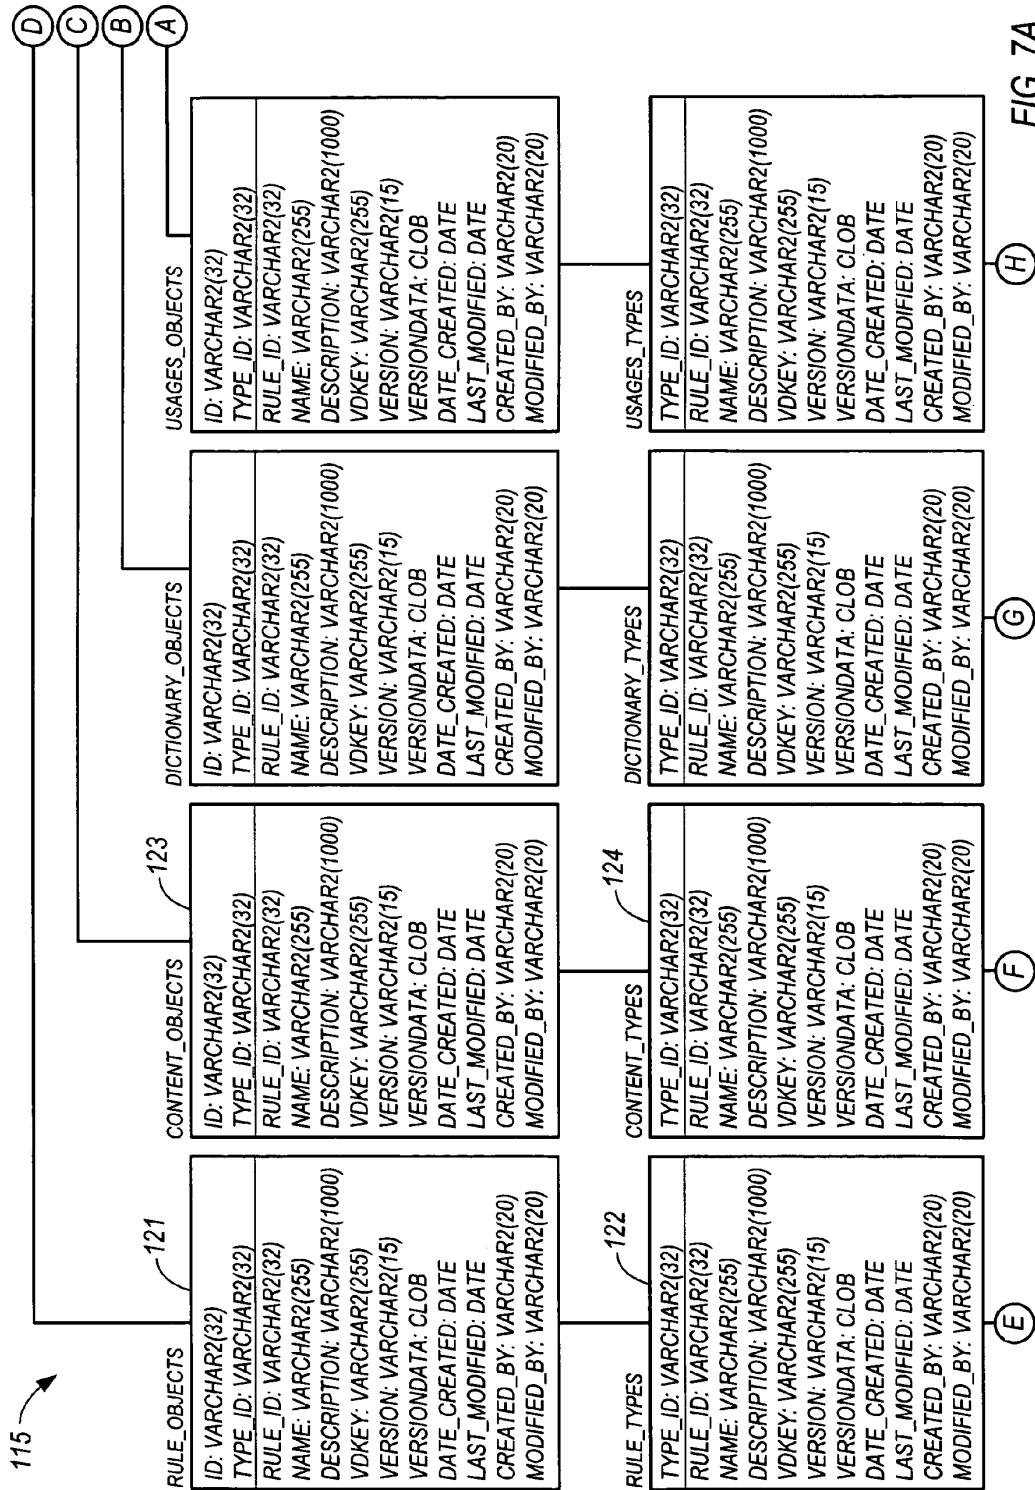 115
D
C
B
A
RULE_OBJECTS
121
ID: VARCHAR2(32)
TYPE_ID: VARCHAR2(32)
RULE_ID: VARCHAR2(32)
NAME: VARCHAR2(255)
DESCRIPTION: VARCHAR2(1000)
VDKEY: VARCHAR2(255)
VERSION: VARCHAR2(15)
VERSIONDATA: CLOB
DATE_CREATED: DATE
LAST_MODIFIED: DATE
CREATED_BY: VARCHAR2(20)
MODIFIED_BY: VARCHAR2(20)
CONTENT_OBJECTS
123
ID: VARCHAR2(32)
TYPE_ID: VARCHAR2(32)
RULE_ID: VARCHAR2(32)
NAME: VARCHAR2(255)
DESCRIPTION: VARCHAR2(1000)
VDKEY: VARCHAR2(255)
VERSION: VARCHAR2(15)
VERSIONDATA: CLOB
DATE_CREATED: DATE
LAST_MODIFIED: DATE
CREATED_BY: VARCHAR2(20)
MODIFIED_BY: VARCHAR2(20)
DICTIONARY_OBJECTS
ID: VARCHAR2(32)
TYPE_ID: VARCHAR2(32)
RULE_ID: VARCHAR2(32)
NAME: VARCHAR2(255)
DESCRIPTION: VARCHAR2(1000)
VDKEY: VARCHAR2(255)
VERSION: VARCHAR2(15)
VERSIONDATA: CLOB
DATE_CREATED: DATE
LAST_MODIFIED: DATE
CREATED_BY: VARCHAR2(20)
MODIFIED_BY: VARCHAR2(20)
USAGES_OBJECTS
ID: VARCHAR2(32)
TYPE_ID: VARCHAR2(32)
RULE_ID: VARCHAR2(32)
NAME: VARCHAR2(255)
DESCRIPTION: VARCHAR2(1000)
VDKEY: VARCHAR2(255)
VERSION: VARCHAR2(15)
VERSIONDATA: CLOB
DATE_CREATED: DATE
LAST_MODIFIED: DATE
CREATED_BY: VARCHAR2(20)
MODIFIED_BY: VARCHAR2(20)
RULE_TYPES
122
TYPE_ID: VARCHAR2(32)
RULE_ID: VARCHAR2(32)
NAME: VARCHAR2(255)
DESCRIPTION: VARCHAR2(1000)
VDKEY: VARCHAR2(255)
VERSION: VARCHAR2(15)
VERSIONDATA: CLOB
DATE_CREATED: DATE
LAST_MODIFIED: DATE
CREATED_BY: VARCHAR2(20)
MODIFIED_BY: VARCHAR2(20)
E
CONTENT_TYPES
124
TYPE_ID: VARCHAR2(32)
RULE_ID: VARCHAR2(32)
NAME: VARCHAR2(255)
DESCRIPTION: VARCHAR2(1000)
VDKEY: VARCHAR2(255)
VERSION: VARCHAR2(15)
VERSIONDATA: CLOB
DATE_CREATED: DATE
LAST_MODIFIED: DATE
CREATED_BY: VARCHAR2(20)
MODIFIED_BY: VARCHAR2(20)
F
DICTIONARY_TYPES
TYPE_ID: VARCHAR2(32)
RULE_ID: VARCHAR2(32)
NAME: VARCHAR2(255)
DESCRIPTION: VARCHAR2(1000)
VDKEY: VARCHAR2(255)
VERSION: VARCHAR2(15)
VERSIONDATA: CLOB
DATE_CREATED: DATE
LAST_MODIFIED: DATE
CREATED_BY: VARCHAR2(20)
MODIFIED_BY: VARCHAR2(20)
G
USAGES_TYPES
TYPE_ID: VARCHAR2(32)
RULE_ID: VARCHAR2(32)
NAME: VARCHAR2(255)
DESCRIPTION: VARCHAR2(1000)
VDKEY: VARCHAR2(255)
VERSION: VARCHAR2(15)
VERSIONDATA: CLOB
DATE_CREATED: DATE
LAST_MODIFIED: DATE
CREATED_BY: VARCHAR2(20)
MODIFIED_BY: VARCHAR2(20)
H
FIG 7A